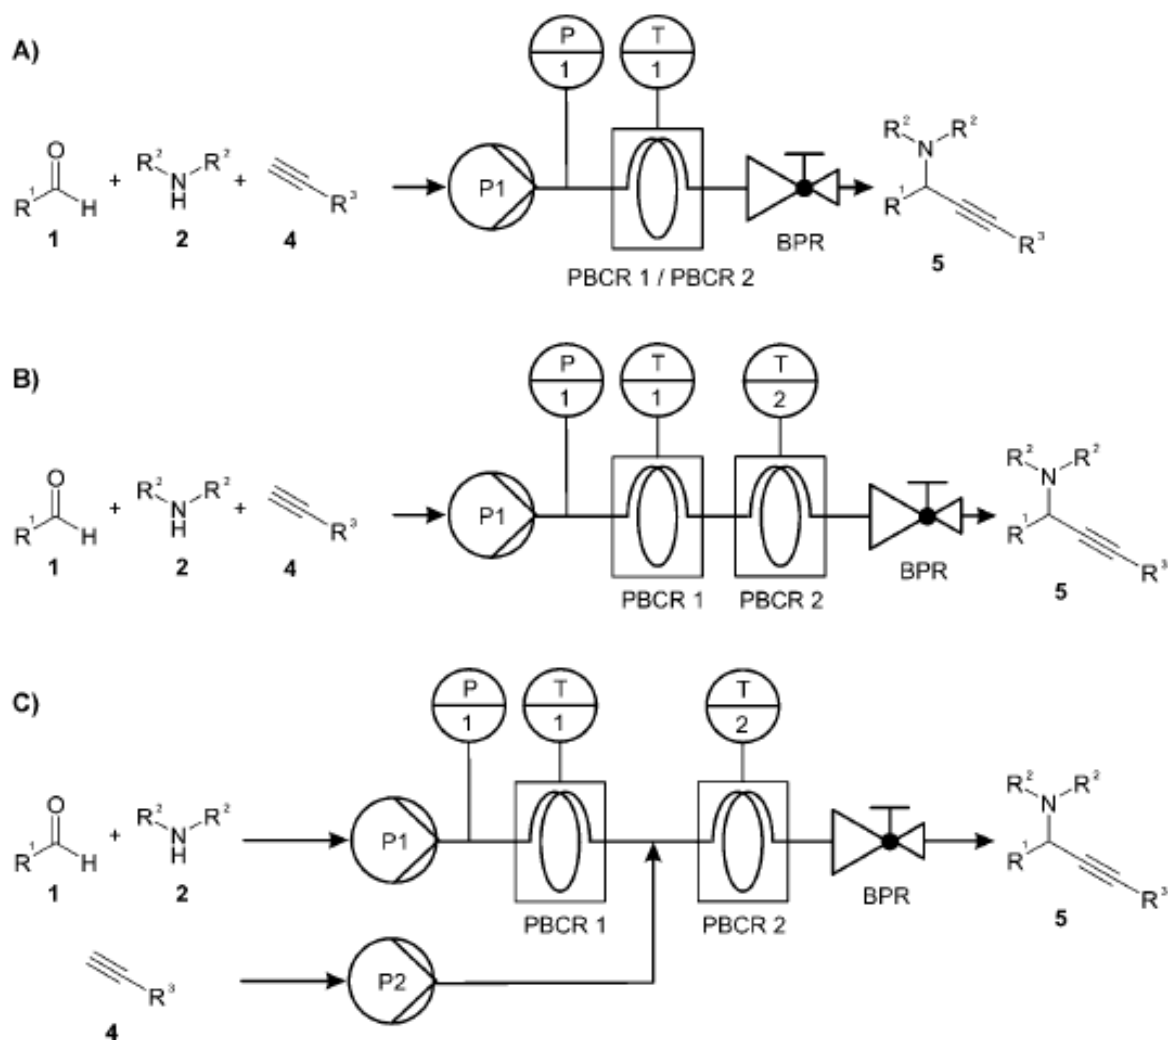 A)
P
1
T
1
O
R¹ H
1
+
R² N R²
H
2
+
R³
4
P1
PBCR 1 / PBCR 2
BPR
R² N R²
R¹
R³
5
B)
P
1
T
1
T
2
O
R¹ H
1
+
R² N R²
H
2
+
R³
4
P1
PBCR 1
PBCR 2
BPR
R² N R²
R¹
R³
5
C)
P
1
T
1
T
2
O
R¹ H
1
+
R² N R²
H
2
P1
PBCR 1
PBCR 2
BPR
R² N R²
R¹
R³
5
R³
4
P2